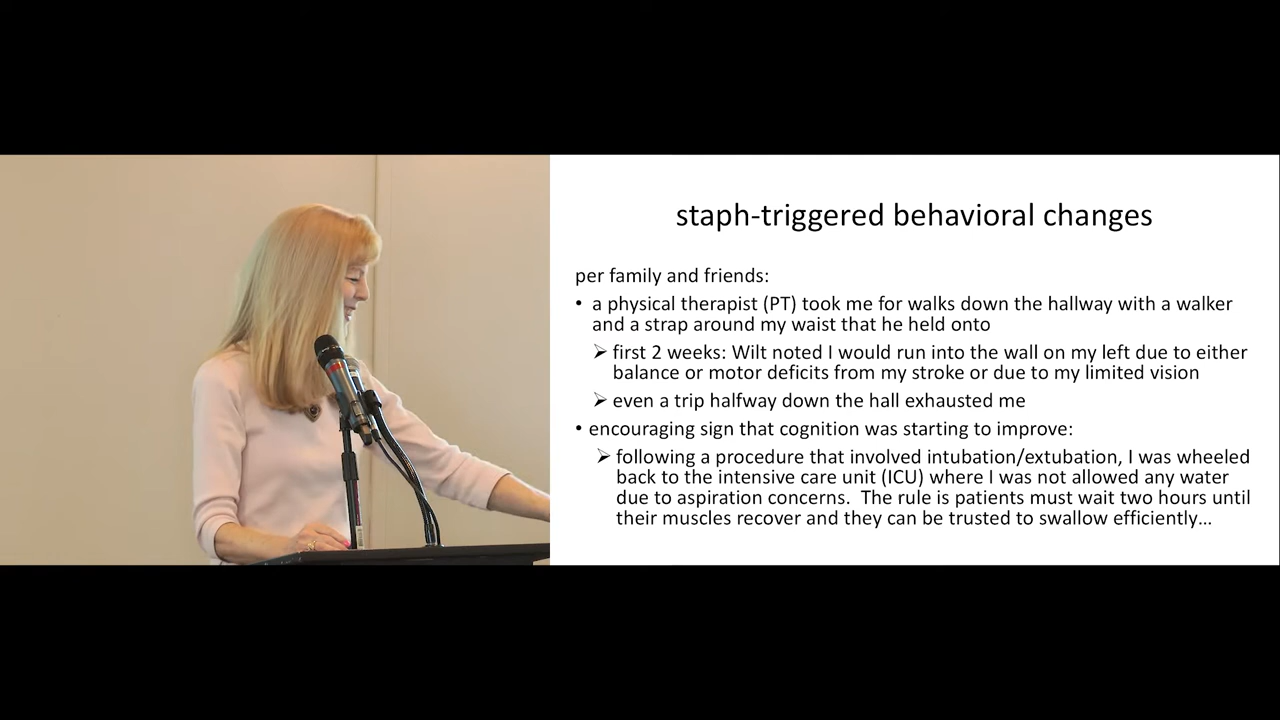 staph-triggered behavioral changes
per family and friends:
• a physical therapist (PT) took me for walks down the hallway with a walker
and a strap around my waist that he held onto
➢ first 2 weeks: Wilt noted I would run into the wall on my left due to either
balance or motor deficits from my stroke or due to my limited vision
➢ even a trip halfway down the hall exhausted me
• encouraging sign that cognition was starting to improve:
➢ following a procedure that involved intubation/extubation, I was wheeled
back to the intensive care unit (ICU) where I was not allowed any water
due to aspiration concerns.  The rule is patients must wait two hours until
their muscles recover and they can be trusted to swallow efficiently…